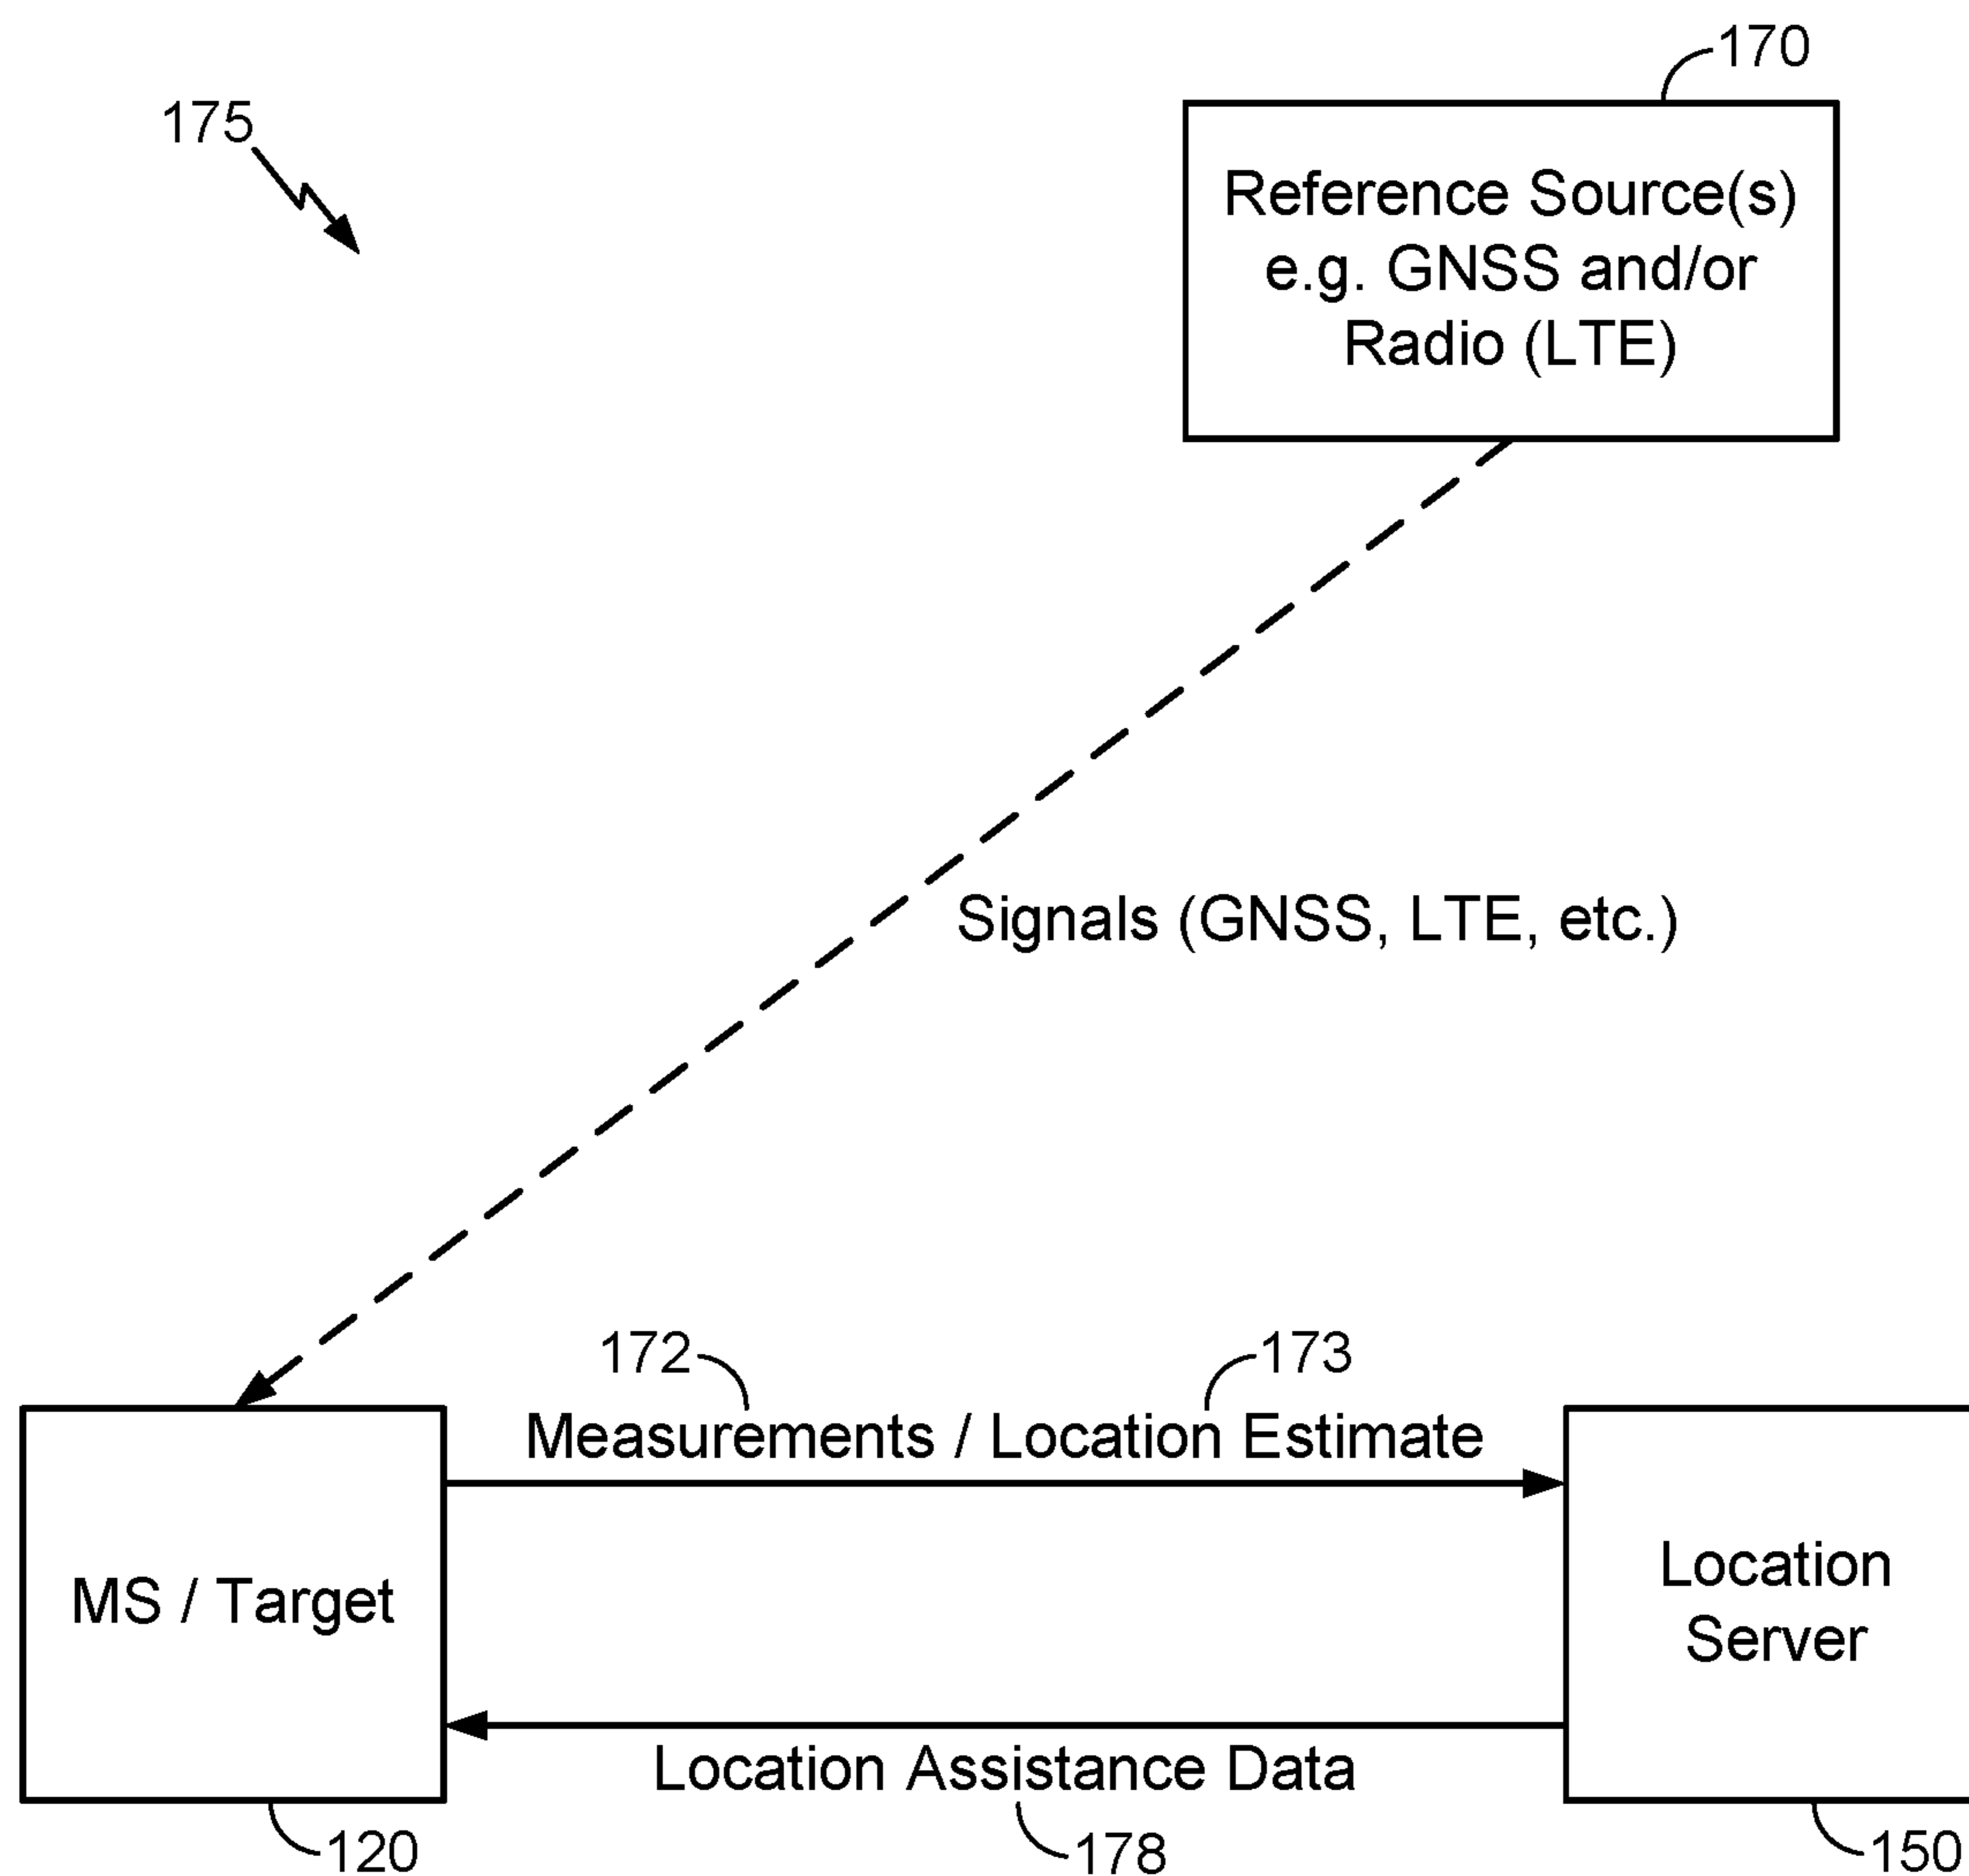 170
175
Reference Source(s)
e.g. GNSS and/or
Radio (LTE)
Signals (GNSS, LTE, etc.)
172
173
Measurements / Location Estimate
MS / Target
Location
Server
Location Assistance Data
120
178
150